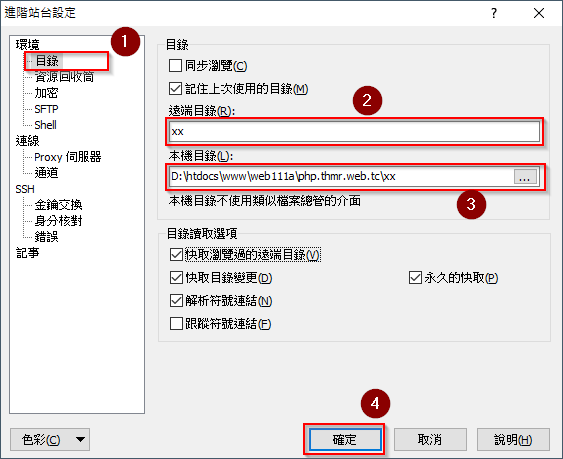 進階站台設定
環境
目錄
資源回收筒
加密
SFTP
Shell
連線
Proxy 伺服器
通道
SSH
金鑰交換
身分核對
錯誤
記事
1
目錄
同步瀏覽(C)
記住上次使用的目錄(M)
遠端目錄(R):
2
xx
本機目錄(L):
D:\htdocs\www\web111a\php.thmr.web.tc\xx
...
本機目錄不使用類似檔案總管的介面
3
目錄讀取選項
快取瀏覽過的遠端目錄(V)
快取目錄變更(D)
永久的快取(P)
解析符號連結(N)
跟蹤符號連結(F)
4
色彩(C)
確定
取消
說明(H)